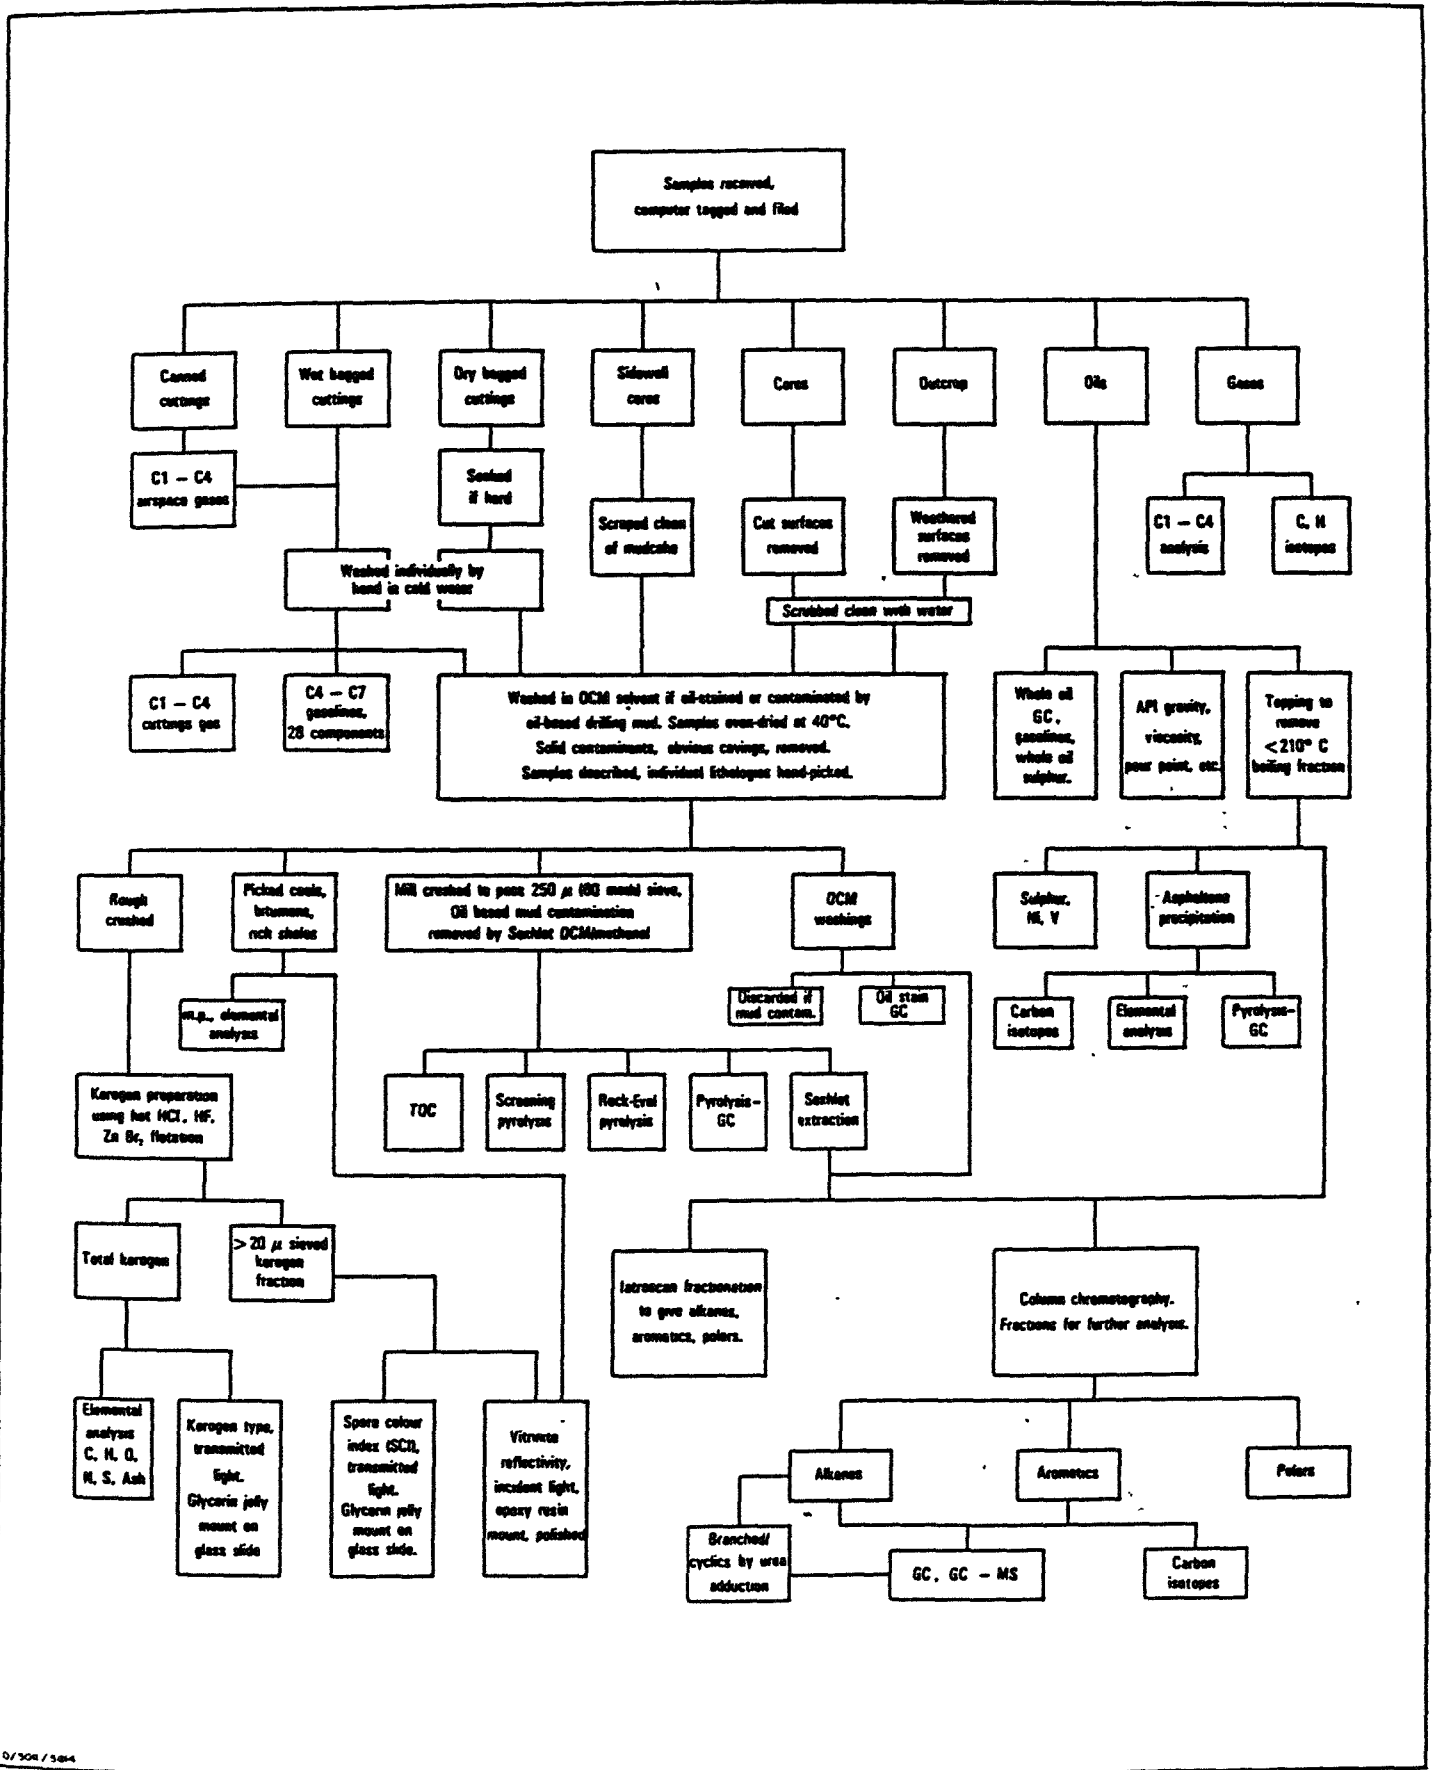 Samples received,
computer tagged and filed
Canned
cuttings
Wet bagged
cuttings
Dry bagged
cuttings
Sidewall
cores
Cores
Outcrop
Oils
Gases
C1 – C4
airspace gases
Soaked
if hard
Scraped clean
of mudcake
Cut surfaces
removed
Weathered
surfaces
removed
C1 – C4
analysis
C, H
isotopes
Washed individually by
hand in cold water
Scrubbed clean with water
C1 – C4
cuttings gas
C4 – C7
gasolines,
28 components
Washed in DCM solvent if oil-stained or contaminated by
oil-based drilling mud. Samples oven-dried at 40°C.
Solid contaminants, obvious cavings, removed.
Samples described, individual lithologies hand-picked.
Whole oil
GC,
gasolines,
whole oil
sulphur.
API gravity,
viscosity,
pour point, etc.
Topping to
remove
<210° C
boiling fraction
Rough
crushed
Picked coals,
bitumens,
rich shales
Mill crushed to pass 250 μ (60 mesh) sieve,
Oil based mud contamination
removed by Soxhlet DCM/methanol
DCM
washings
Sulphur,
Ni, V
Asphaltene
precipitation
m.p., elemental
analysis
Discarded if
mud contam.
Oil stain
GC
Carbon
isotopes
Elemental
analysis
Pyrolysis–
GC
Kerogen preparation
using hot HCl, HF,
Zn Br₂ flotation
TOC
Screening
pyrolysis
Rock-Eval
pyrolysis
Pyrolysis–
GC
Soxhlet
extraction
Total kerogen
>20 μ sieved
kerogen
fraction
Iatroscan fractionation
to give alkanes,
aromatics, polars.
Column chromatography.
Fractions for further analysis.
Elemental
analysis
C, H, O,
N, S, Ash
Kerogen type,
transmitted
light.
Glycerin jelly
mount on
glass slide
Spore colour
index (SCI),
transmitted
light.
Glycerin jelly
mount on
glass slide.
Vitrinite
reflectivity,
incident light,
epoxy resin
mount, polished
Alkanes
Aromatics
Polars
Branched/
cyclics by urea
adduction
GC, GC – MS
Carbon
isotopes